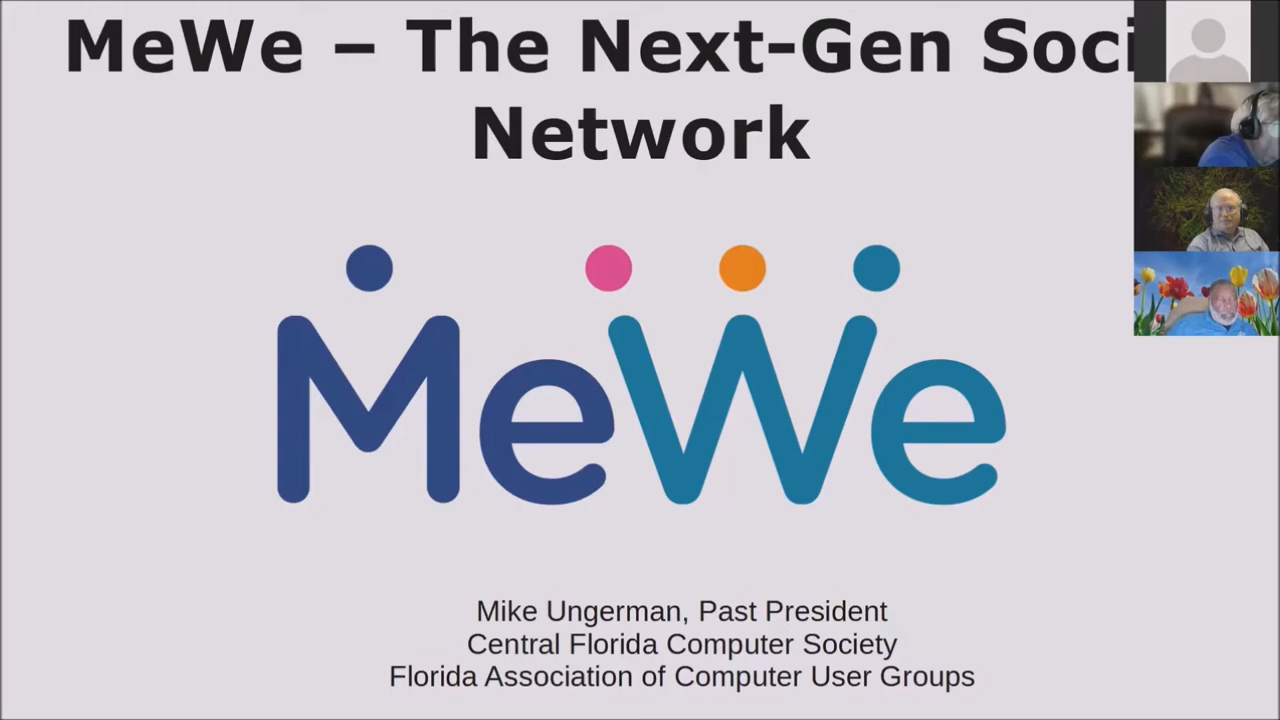 MeWe – The Next-Gen Soci
Network
MeWe
Mike Ungerman, Past President
Central Florida Computer Society
Florida Association of Computer User Groups